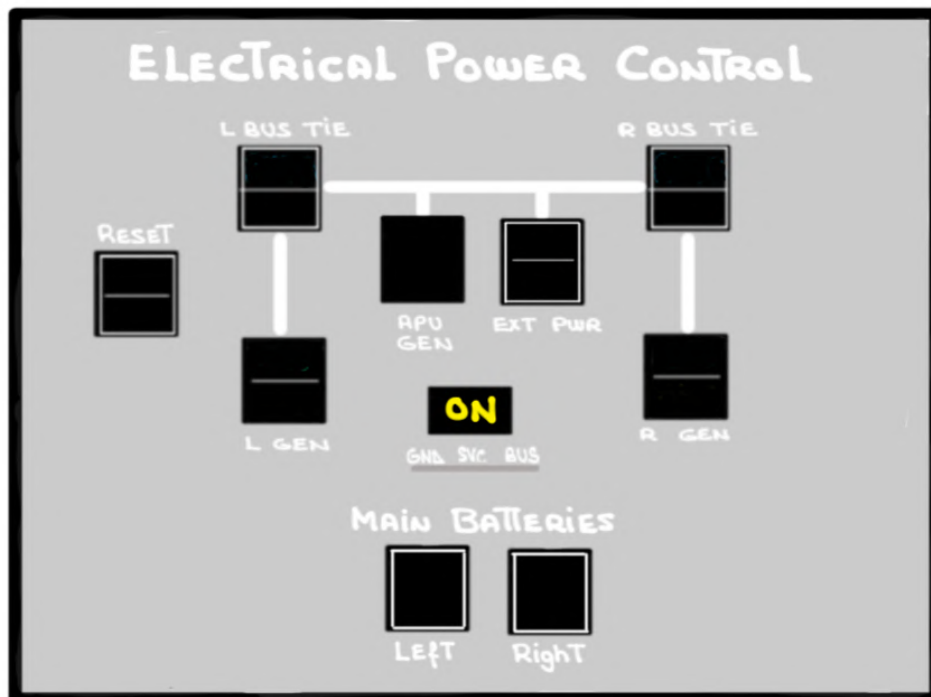 ELECTRICAL POWER CONTROL
L BUS TiE
R BUS TiE
RESET
APU
GEN
EXT PWR
L GEN
ON
R GEN
GND SVC BUS
MAiN BATTERiES
LEfT
RighT